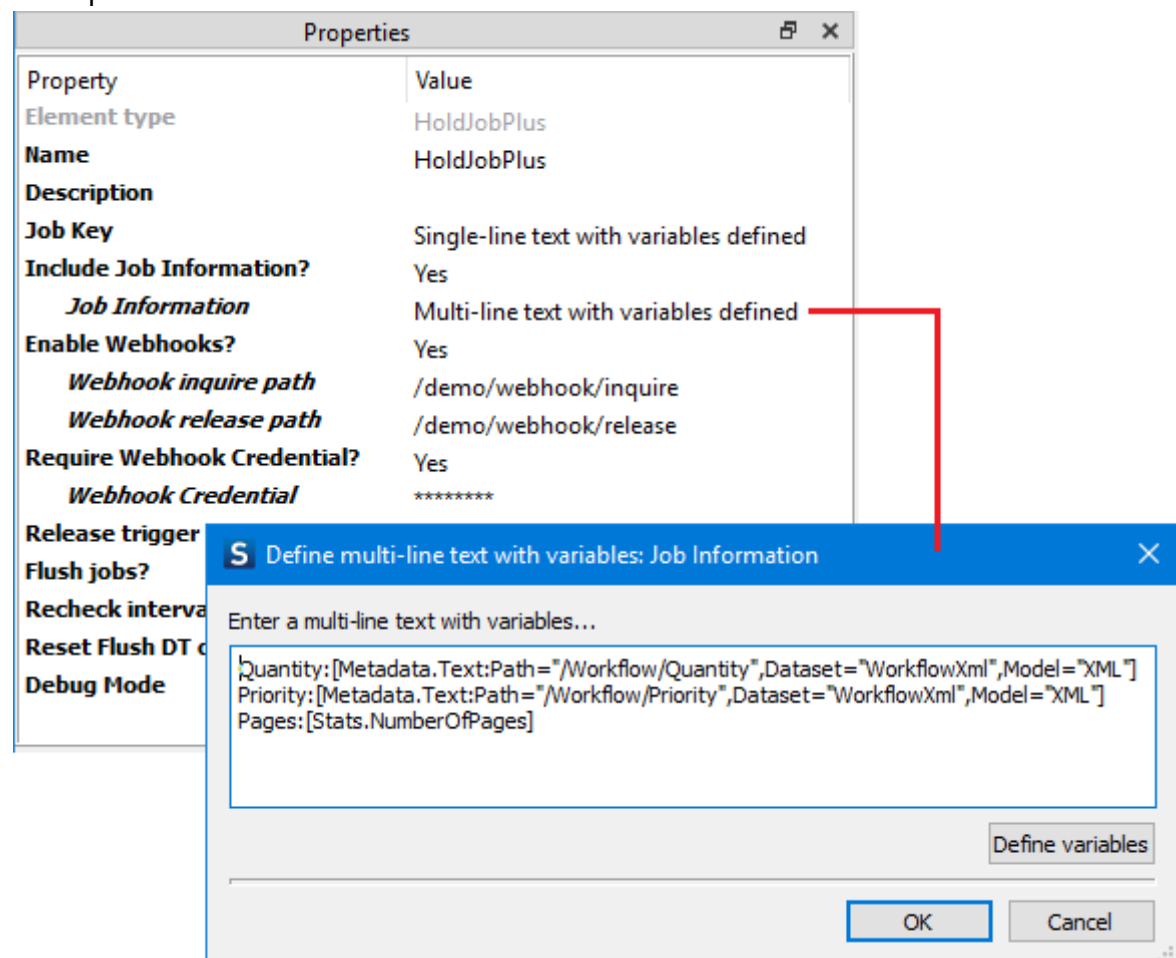 Properties
Property Value
Element type HoldJobPlus
Name HoldJobPlus
Description
Job Key Single-line text with variables defined
Include Job Information? Yes
Job Information Multi-line text with variables defined
Enable Webhooks? Yes
Webhook inquire path /demo/webhook/inquire
Webhook release path /demo/webhook/release
Require Webhook Credential? Yes
Webhook Credential ********
Release trigger
Flush jobs?
Recheck interva
Reset Flush DT
Debug Mode
S Define multi-line text with variables: Job Information
Enter a multi-line text with variables...
Quantity:[Metadata.Text:Path="/Workflow/Quantity",Dataset="WorkflowXml",Model="XML"]
Priority:[Metadata.Text:Path="/Workflow/Priority",Dataset="WorkflowXml",Model="XML"]
Pages:[Stats.NumberOfPages]
Define variables
OK Cancel